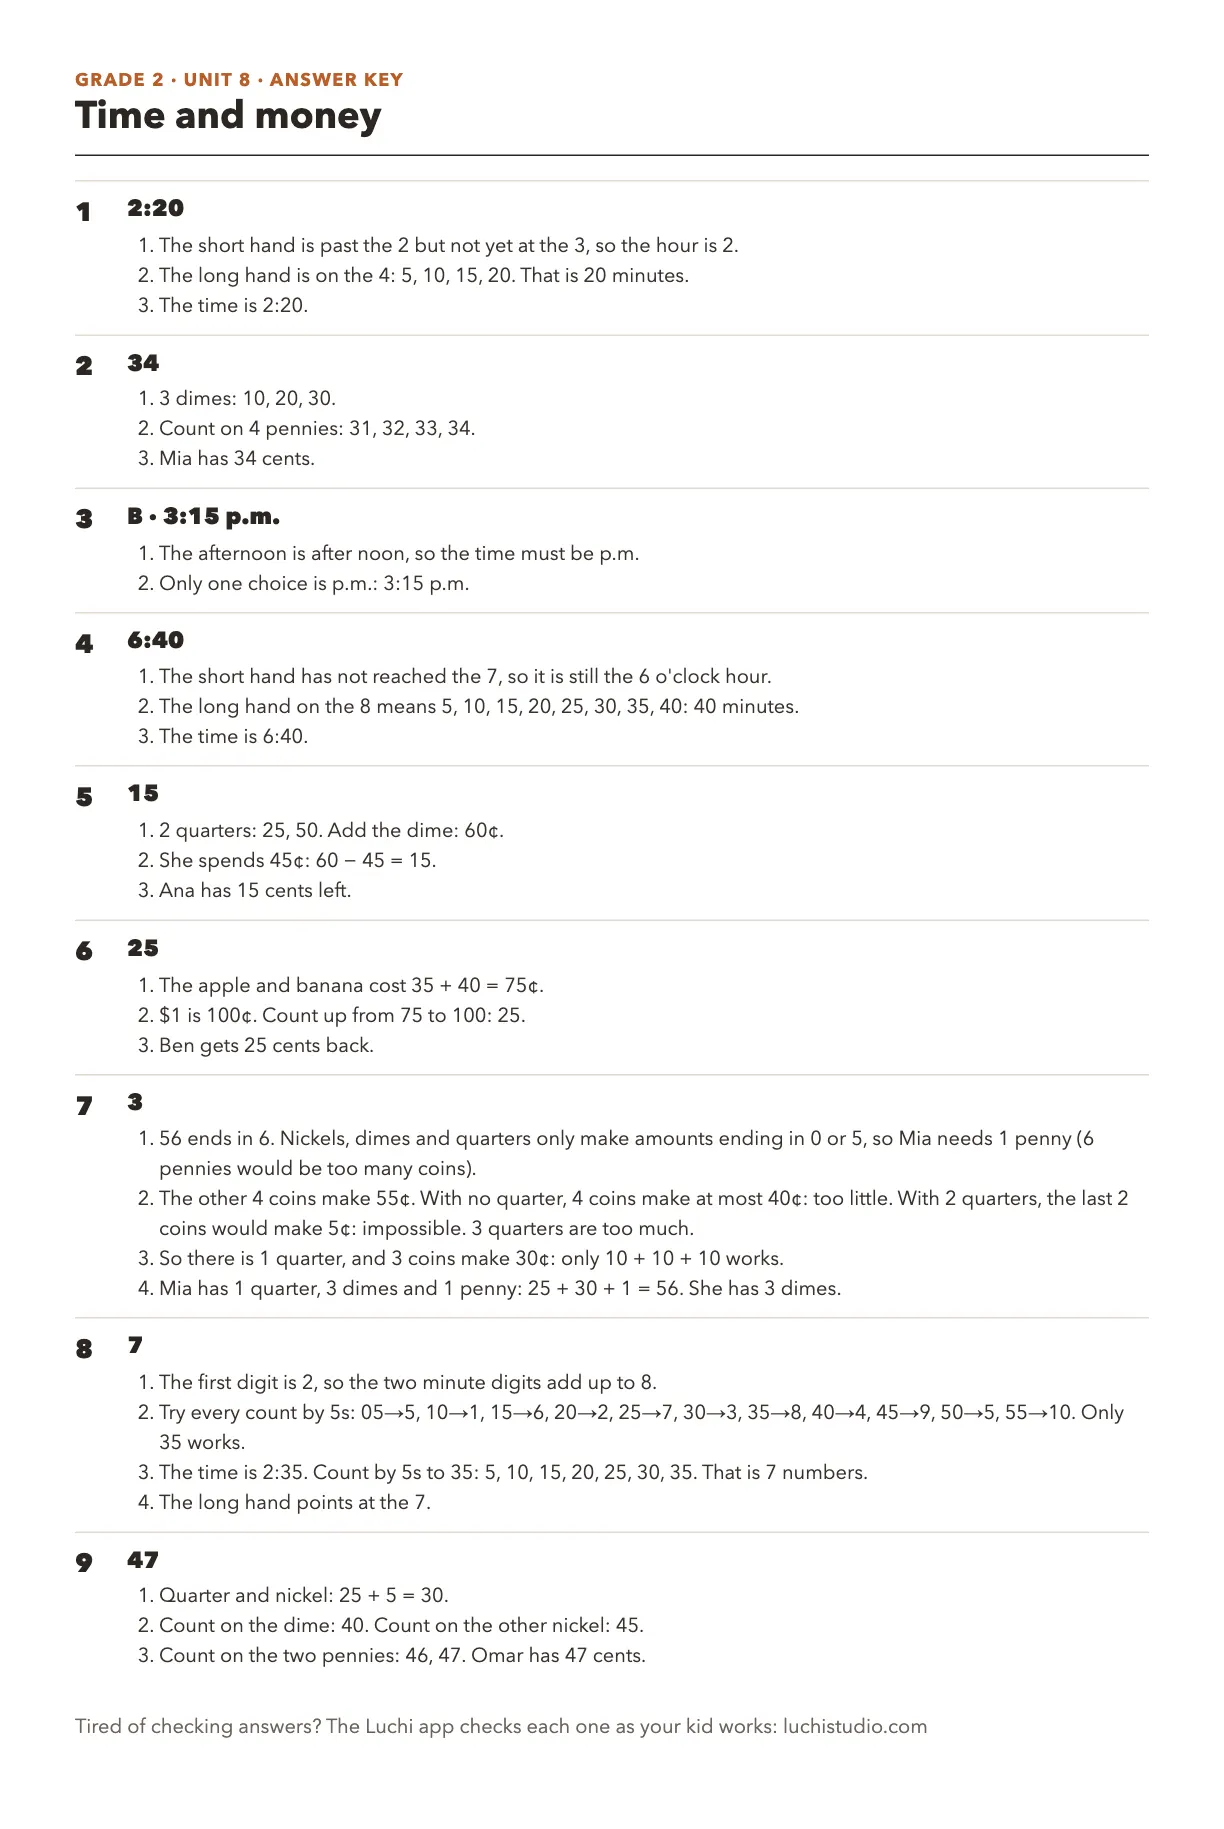 GRADE 2 · UNIT 8 · ANSWER KEY
Time and money
1 2:20
1. The short hand is past the 2 but not yet at the 3, so the hour is 2.
2. The long hand is on the 4: 5, 10, 15, 20. That is 20 minutes.
3. The time is 2:20.
2 34
1. 3 dimes: 10, 20, 30.
2. Count on 4 pennies: 31, 32, 33, 34.
3. Mia has 34 cents.
3 B · 3:15 p.m.
1. The afternoon is after noon, so the time must be p.m.
2. Only one choice is p.m.: 3:15 p.m.
4 6:40
1. The short hand has not reached the 7, so it is still the 6 o'clock hour.
2. The long hand on the 8 means 5, 10, 15, 20, 25, 30, 35, 40: 40 minutes.
3. The time is 6:40.
5 15
1. 2 quarters: 25, 50. Add the dime: 60¢.
2. She spends 45¢: 60 − 45 = 15.
3. Ana has 15 cents left.
6 25
1. The apple and banana cost 35 + 40 = 75¢.
2. $1 is 100¢. Count up from 75 to 100: 25.
3. Ben gets 25 cents back.
7 3
1. 56 ends in 6. Nickels, dimes and quarters only make amounts ending in 0 or 5, so Mia needs 1 penny (6
pennies would be too many coins).
2. The other 4 coins make 55¢. With no quarter, 4 coins make at most 40¢: too little. With 2 quarters, the last 2
coins would make 5¢: impossible. 3 quarters are too much.
3. So there is 1 quarter, and 3 coins make 30¢: only 10 + 10 + 10 works.
4. Mia has 1 quarter, 3 dimes and 1 penny: 25 + 30 + 1 = 56. She has 3 dimes.
8 7
1. The first digit is 2, so the two minute digits add up to 8.
2. Try every count by 5s: 05→5, 10→1, 15→6, 20→2, 25→7, 30→3, 35→8, 40→4, 45→9, 50→5, 55→10. Only
35 works.
3. The time is 2:35. Count by 5s to 35: 5, 10, 15, 20, 25, 30, 35. That is 7 numbers.
4. The long hand points at the 7.
9 47
1. Quarter and nickel: 25 + 5 = 30.
2. Count on the dime: 40. Count on the other nickel: 45.
3. Count on the two pennies: 46, 47. Omar has 47 cents.
Tired of checking answers? The Luchi app checks each one as your kid works: luchistudio.com